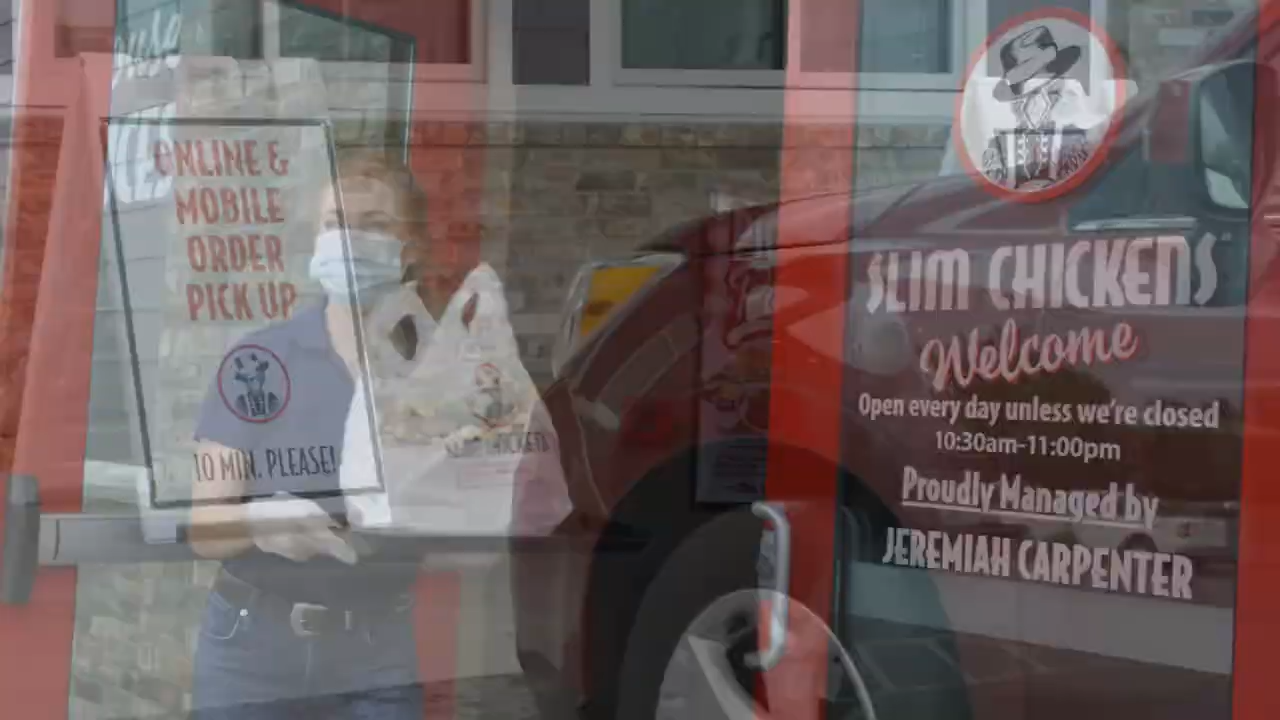 ONLINE &
MOBILE
ORDER
PICK UP
10 MIN. PLEASE!
SLIM CHICKENS
Welcome
Open every day unless we're closed
10:30am-11:00pm
Proudly Managed by
JEREMIAH CARPENTER